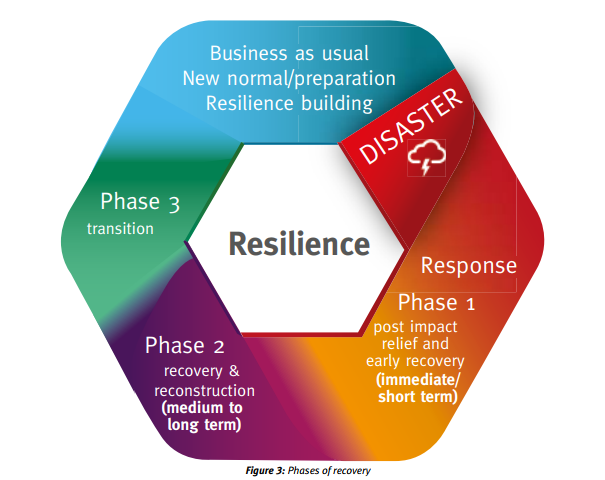 Business as usual
New normal/preparation
Resilience building
DISASTER
Response
Phase 1
post impact
relief and
early recovery
(immediate/
short term)
Phase 2
recovery &
reconstruction
(medium to
long term)
Phase 3
transition
Resilience
Figure 3: Phases of recovery